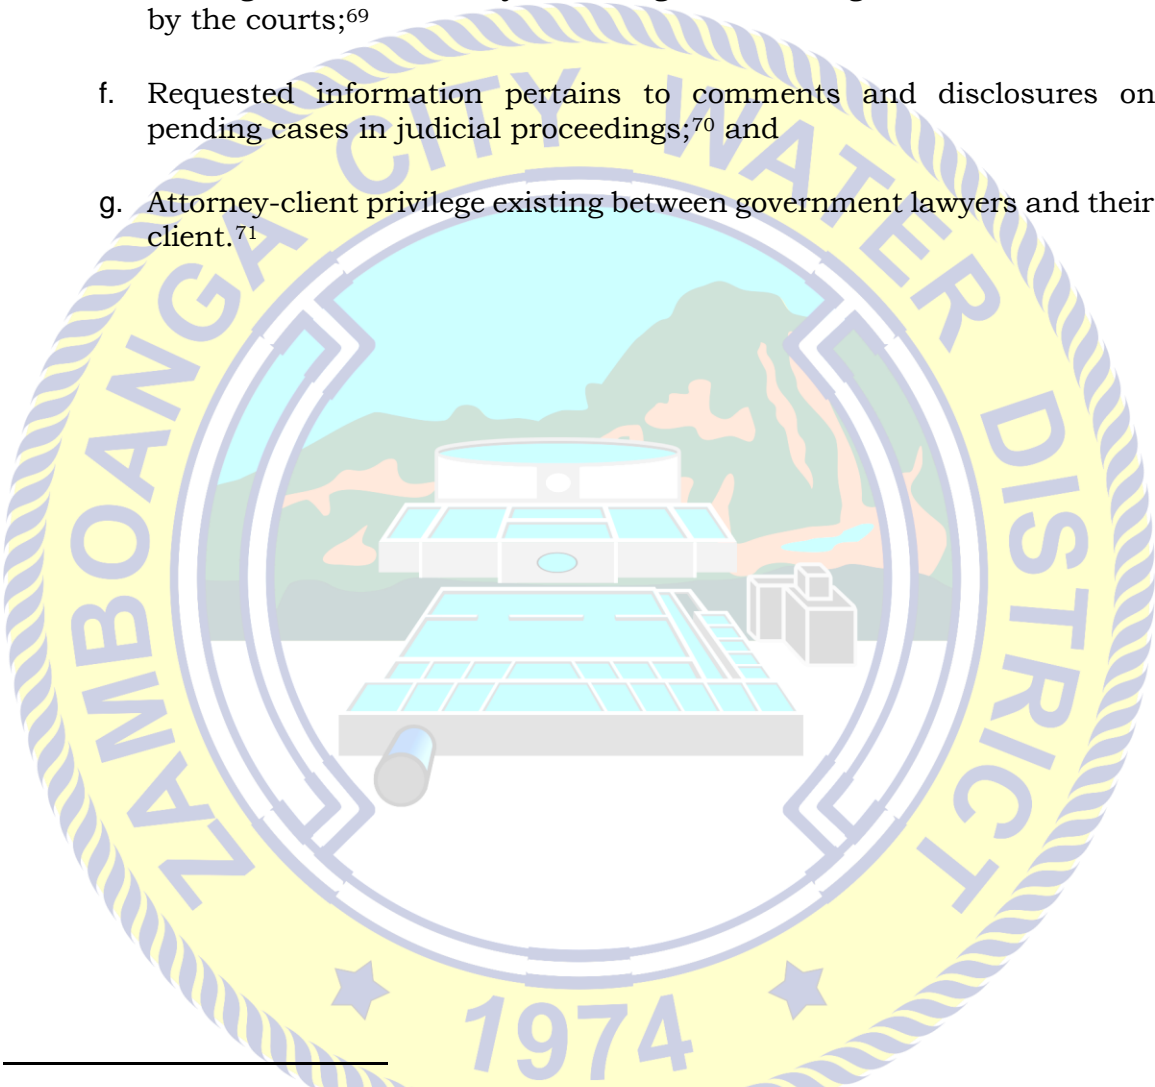 by the courts;69
f. Requested information pertains to comments and disclosures on
pending cases in judicial proceedings;70 and
g. Attorney-client privilege existing between government lawyers and their
client.71
ZAMBOANGA CITY WATER DISTRICT
1974